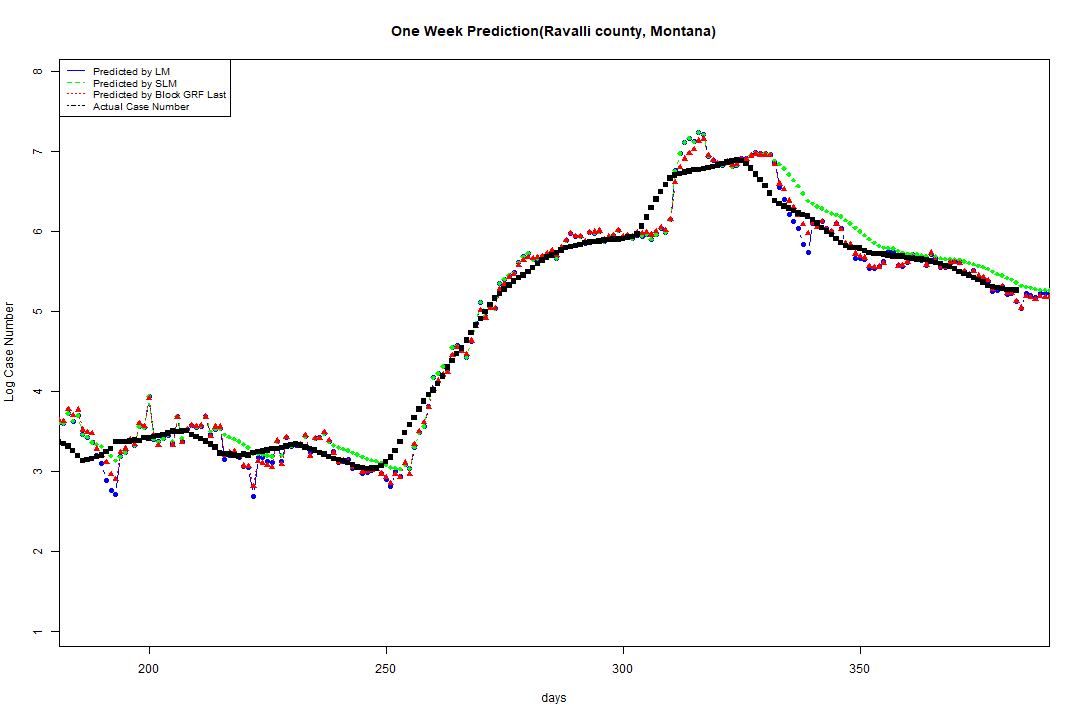 One Week Prediction(Ravalli county, Montana)
Predicted by LM
Predicted by SLM
Predicted by Block GRF Last
Actual Case Number
8
7
6
5
4
3
2
1
Log Case Number
200
250
300
350
days